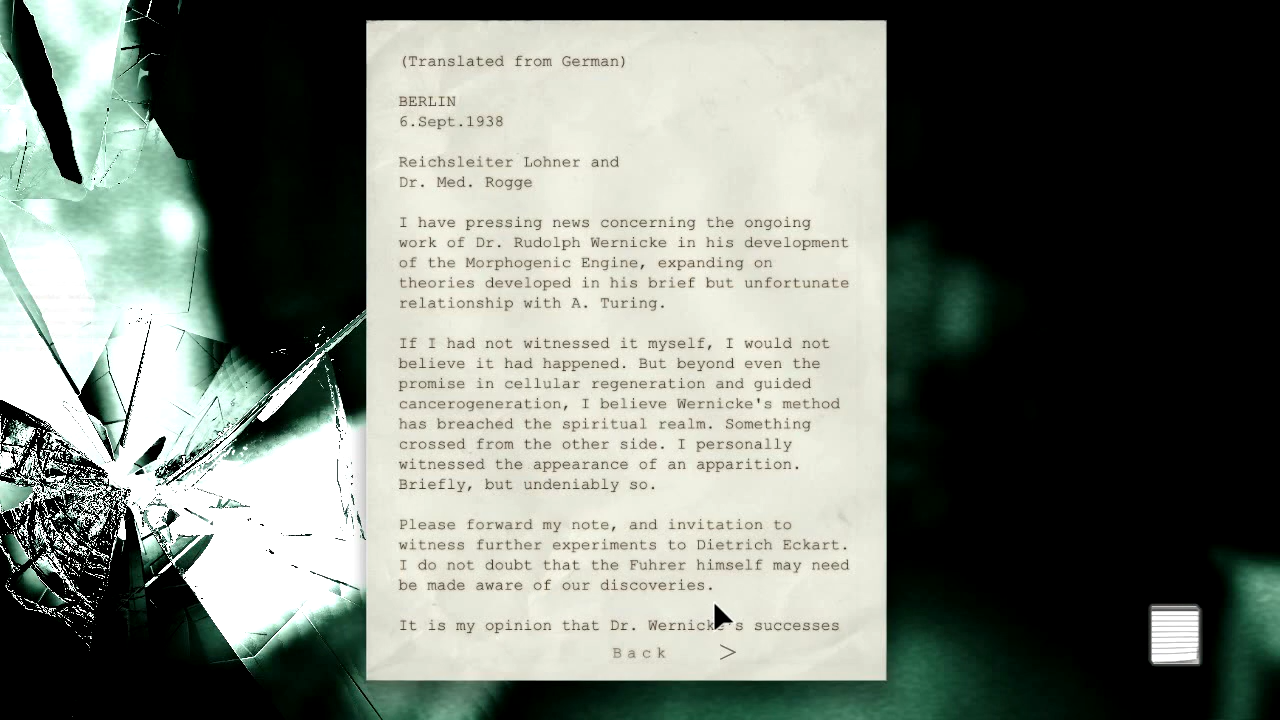 (Translated from German)
BERLIN
6.Sept.1938
Reichsleiter Lohner and
Dr. Med. Rogge
I have pressing news concerning the ongoing
work of Dr. Rudolph Wernicke in his development
of the Morphogenic Engine, expanding on
theories developed in his brief but unfortunate
relationship with A. Turing.
If I had not witnessed it myself, I would not
believe it had happened. But beyond even the
promise in cellular regeneration and guided
cancerogeneration, I believe Wernicke's method
has breached the spiritual realm. Something
crossed from the other side. I personally
witnessed the appearance of an apparition.
Briefly, but undeniably so.
Please forward my note, and invitation to
witness further experiments to Dietrich Eckart.
I do not doubt that the Fuhrer himself may need
be made aware of our discoveries.
It is my opinion that Dr. Wernicke's successes
Back >